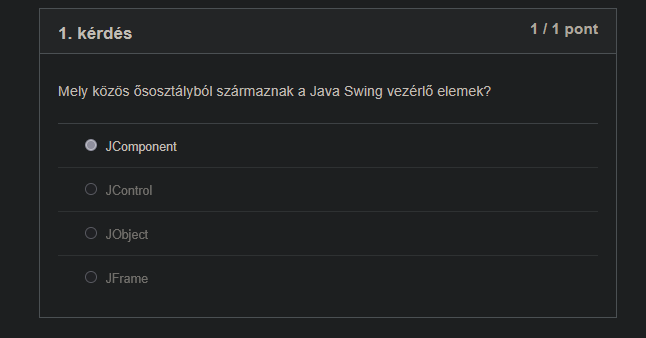 1. kérdés
1 / 1 pont
Mely közös ősosztályból származnak a Java Swing vezérlő elemek?
JComponent
JControl
JObject
JFrame